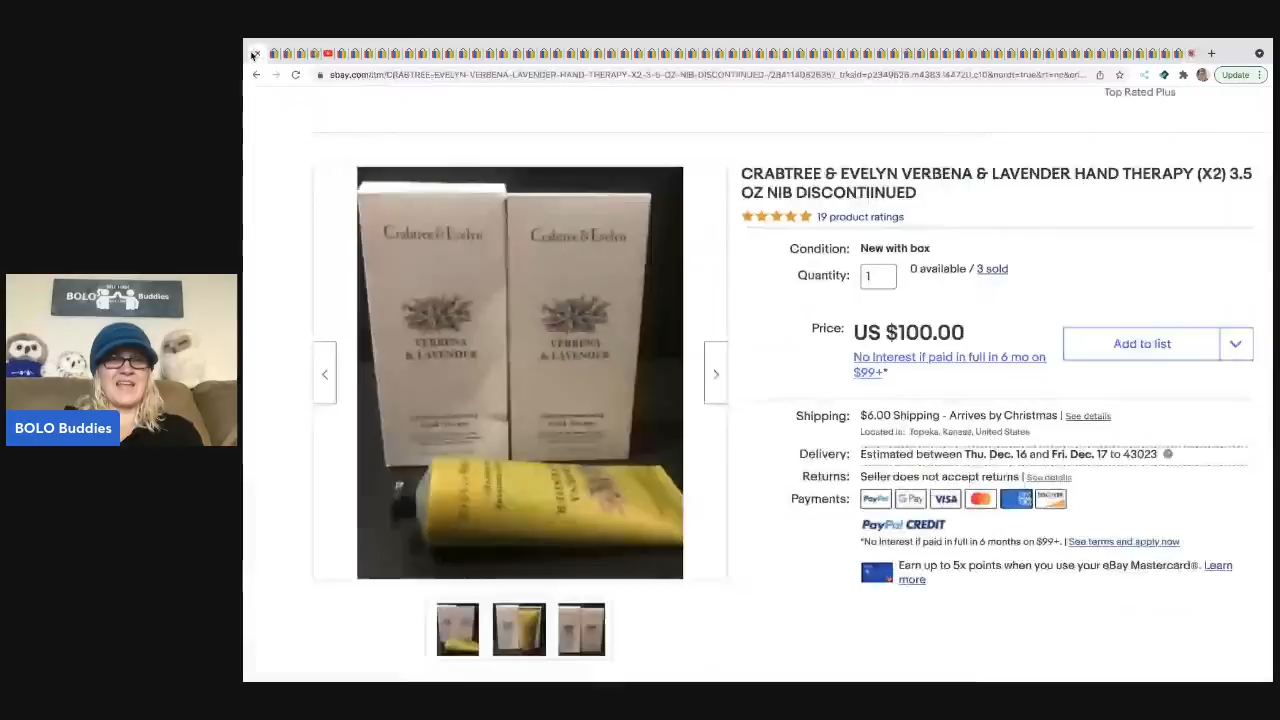 Top Rated Plus
CRABTREE & EVELYN VERBENA & LAVENDER HAND THERAPY (X2) 3.5
OZ NIB DISCONTIINUED
19 product ratings
Condition: New with box
Quantity: 1 0 available / 3 sold
Price: US $100.00
No Interest if paid in full in 6 mo on
$99+*
Add to list
Shipping: $6.00 Shipping - Arrives by Christmas | See details
Located in: Topeka, Kansas, United States
Delivery: Estimated between Thu. Dec. 16 and Fri. Dec. 17 to 43023
Returns: Seller does not accept returns | See details
Payments: PayPal G Pay VISA DISCOVER
PayPal CREDIT
*No Interest if paid in full in 6 months on $99+. | See terms and apply now
Earn up to 5x points when you use your eBay Mastercard®. Learn
more
Update
Crabtree & Evelyn
VERBENA
& LAVENDER
Crabtree & Evelyn
VERBENA
& LAVENDER
BOLO Buddies
BOLO Buddies